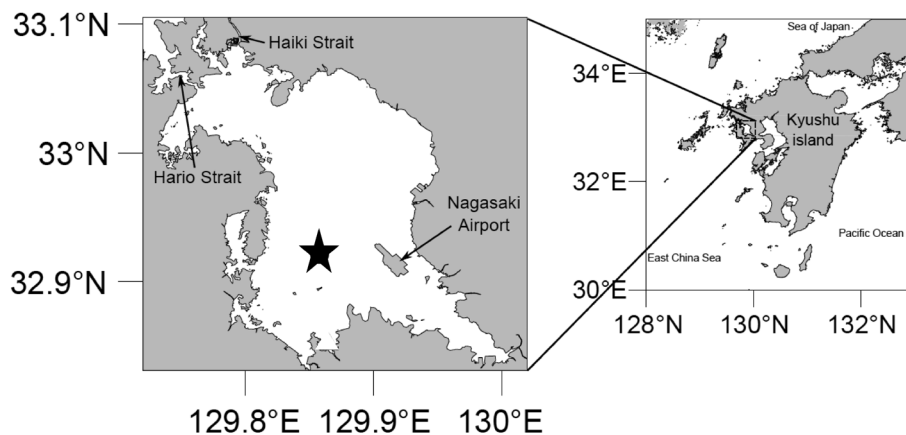 33.1°N
Haiki Strait
33°N
Hario Strait
Nagasaki
Airport
32.9°N
129.8°E
129.9°E
130°E
Sea of Japan
34°E
Kyushu
island
32°E
Pacific Ocean
East China Sea
30°E
128°N
130°N
132°N